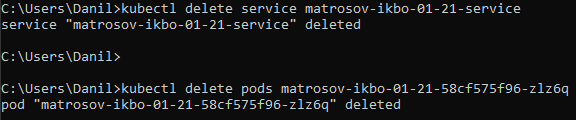 C:\Users\Danil>kubectl delete service matrosov-ikbo-01-21-service
service "matrosov-ikbo-01-21-service" deleted
C:\Users\Danil>
C:\Users\Danil>kubectl delete pods matrosov-ikbo-01-21-58cf575f96-zlz6q
pod "matrosov-ikbo-01-21-58cf575f96-zlz6q" deleted